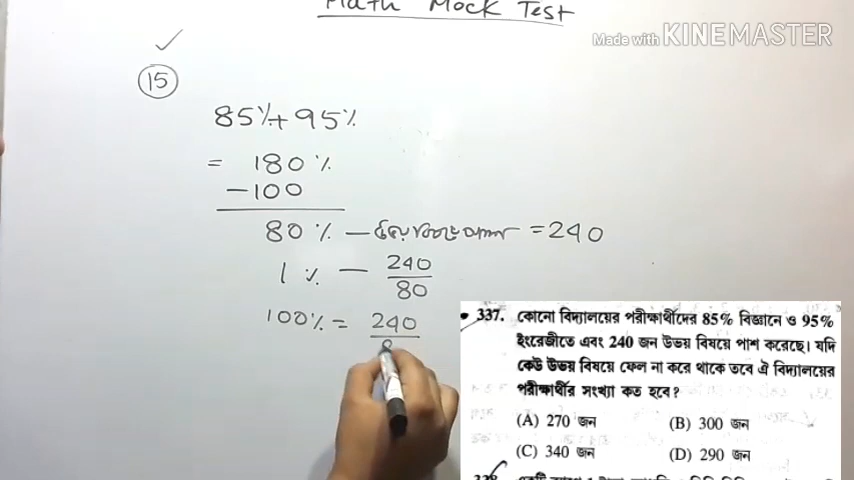 Math Mock Test
Made with KINEMASTER
15
85% + 95%
= 180 %
-100
80 % — = 240
1 % — 240
80
100% = 240
8
337. কোনো বিদ্যালয়ের পরীক্ষার্থীদের 85% বিজ্ঞানে ও 95%
ইংরেজীতে এবং 240 জন উভয় বিষয়ে পাশ করেছে। যদি
কেউ উভয় বিষয়ে ফেল না করে থাকে তবে ঐ বিদ্যালয়ের
পরীক্ষার্থীর সংখ্যা কত হবে?
(A) 270 জন (B) 300 জন
(C) 340 জন (D) 290 জন